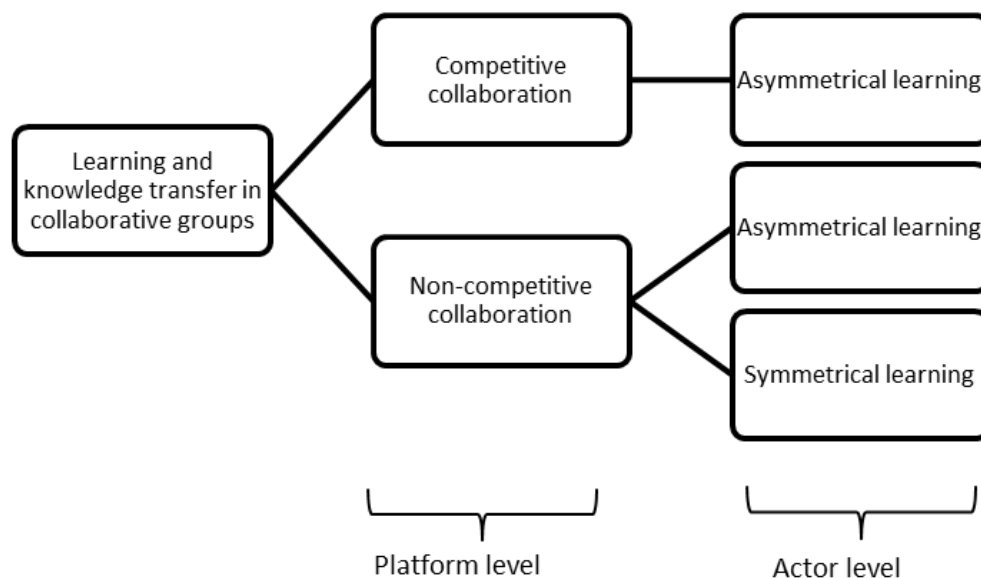 Learning and
knowledge transfer in
collaborative groups
Competitive
collaboration
Non-competitive
collaboration
Asymmetrical learning
Asymmetrical learning
Symmetrical learning
Platform level
Actor level